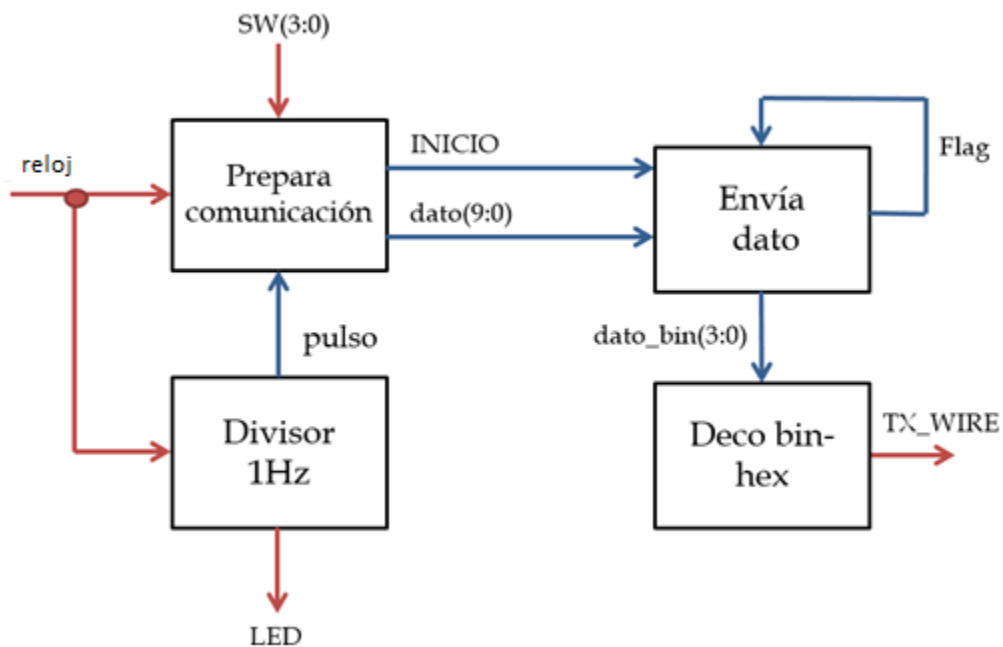 SW(3:0)
reloj
Prepara
comunicación
INICIO
dato(9:0)
Envía
dato
Flag
pulso
dato_bin(3:0)
Divisor
1Hz
Deco bin-
hex
TX_WIRE
LED